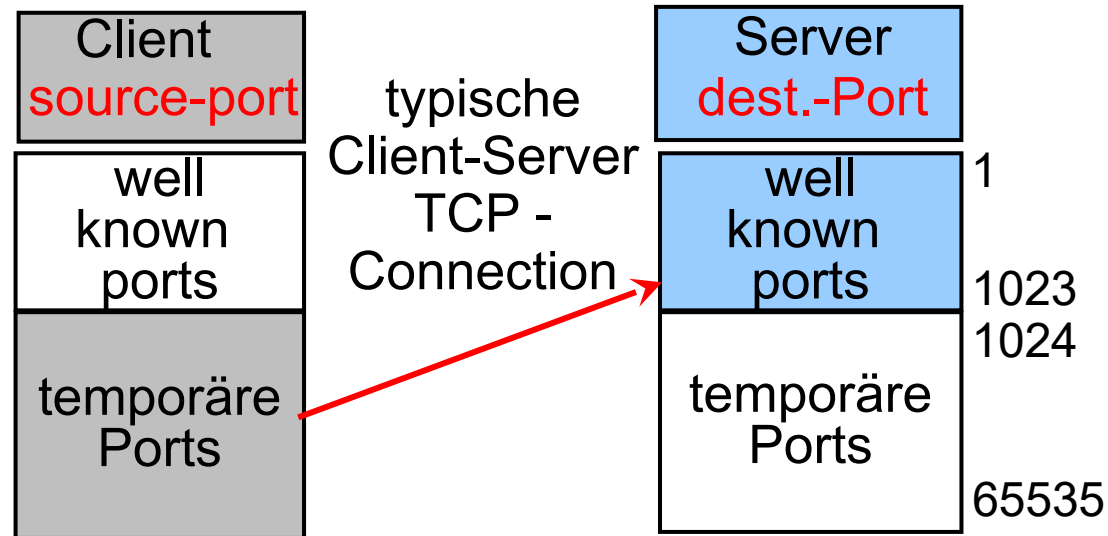 Client
source-port
well
known
ports
temporäre
Ports
typische
Client-Server
TCP -
Connection
Server
dest.-Port
well
known
ports
temporäre
Ports
1
1023
1024
65535